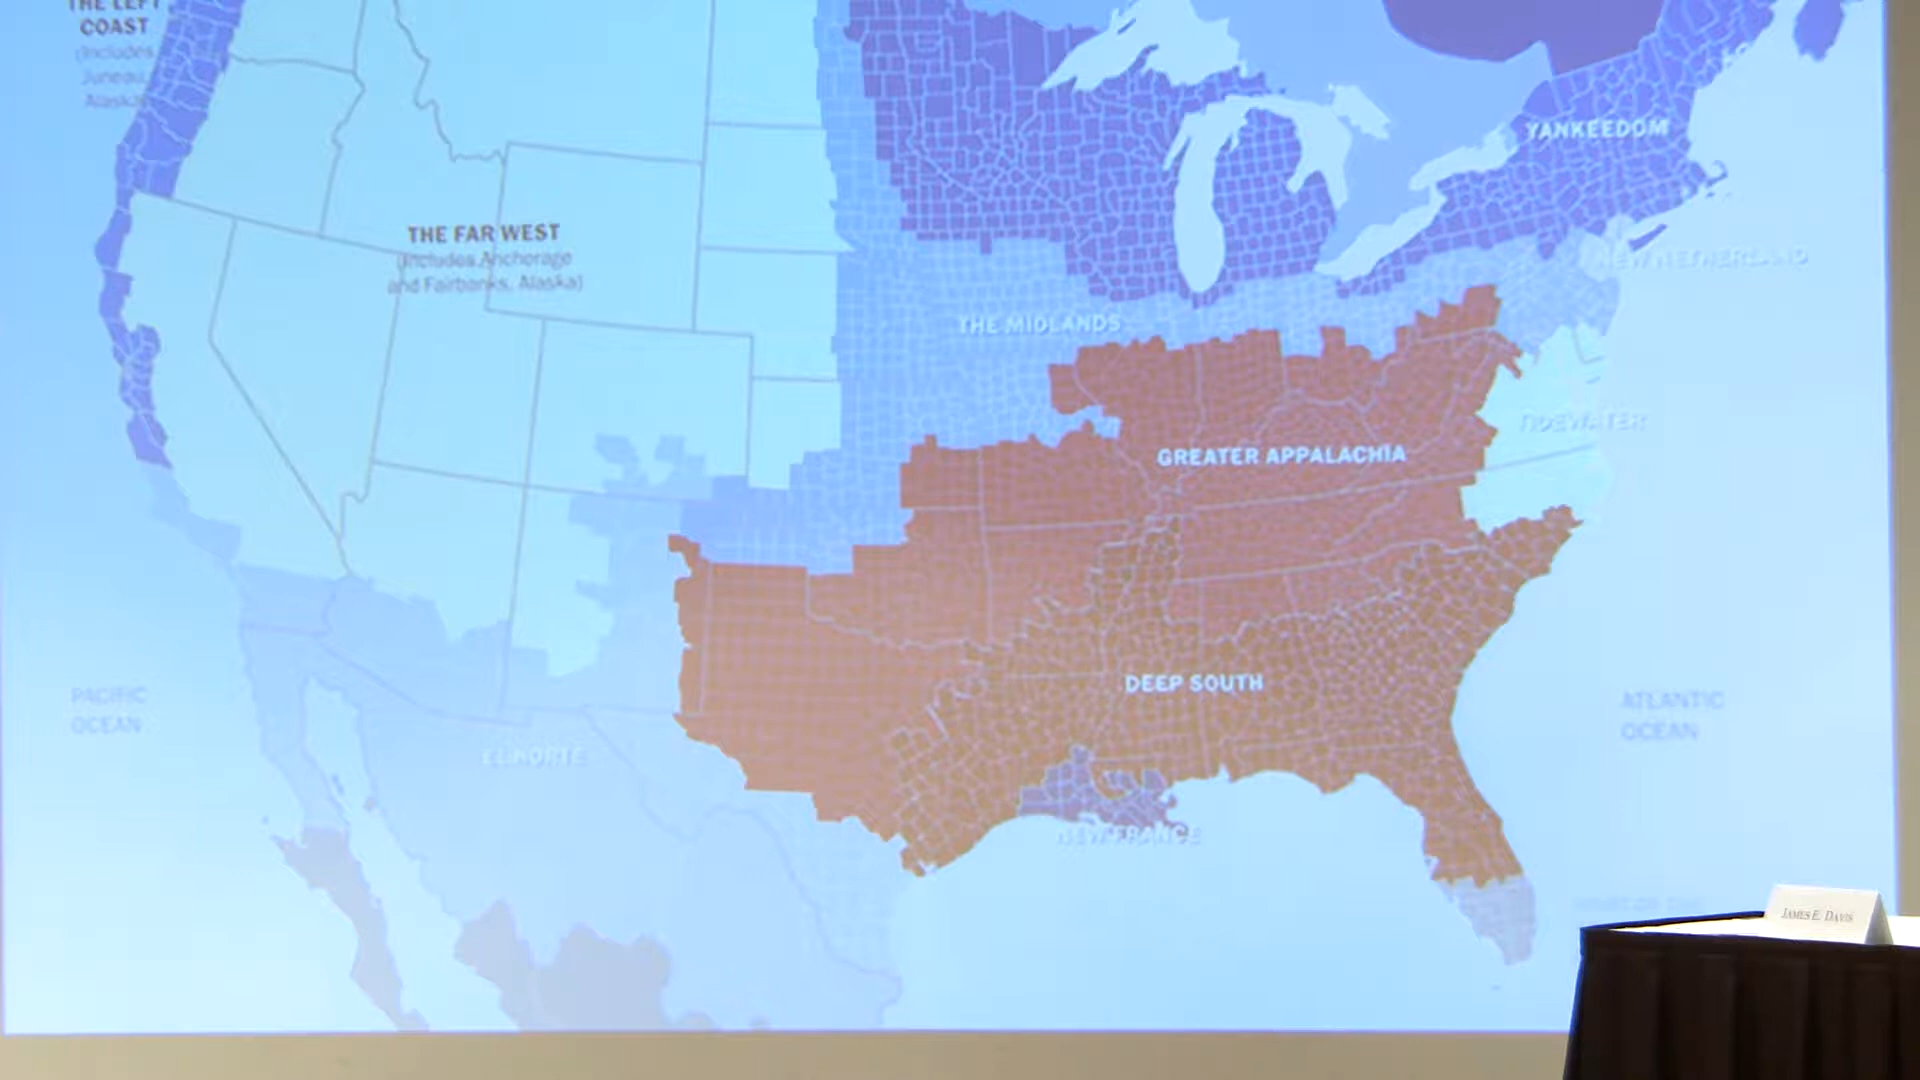 THE LEFT
COAST
(Includes
Juneau,
Alaska)
YANKEEDOM
THE FAR WEST
(Includes Anchorage
and Fairbanks, Alaska)
NEW NETHERLAND
THE MIDLANDS
TIDEWATER
GREATER APPALACHIA
DEEP SOUTH
PACIFIC
OCEAN
ATLANTIC
OCEAN
EL NORTE
NEW FRANCE
JAMES E. DAVIS